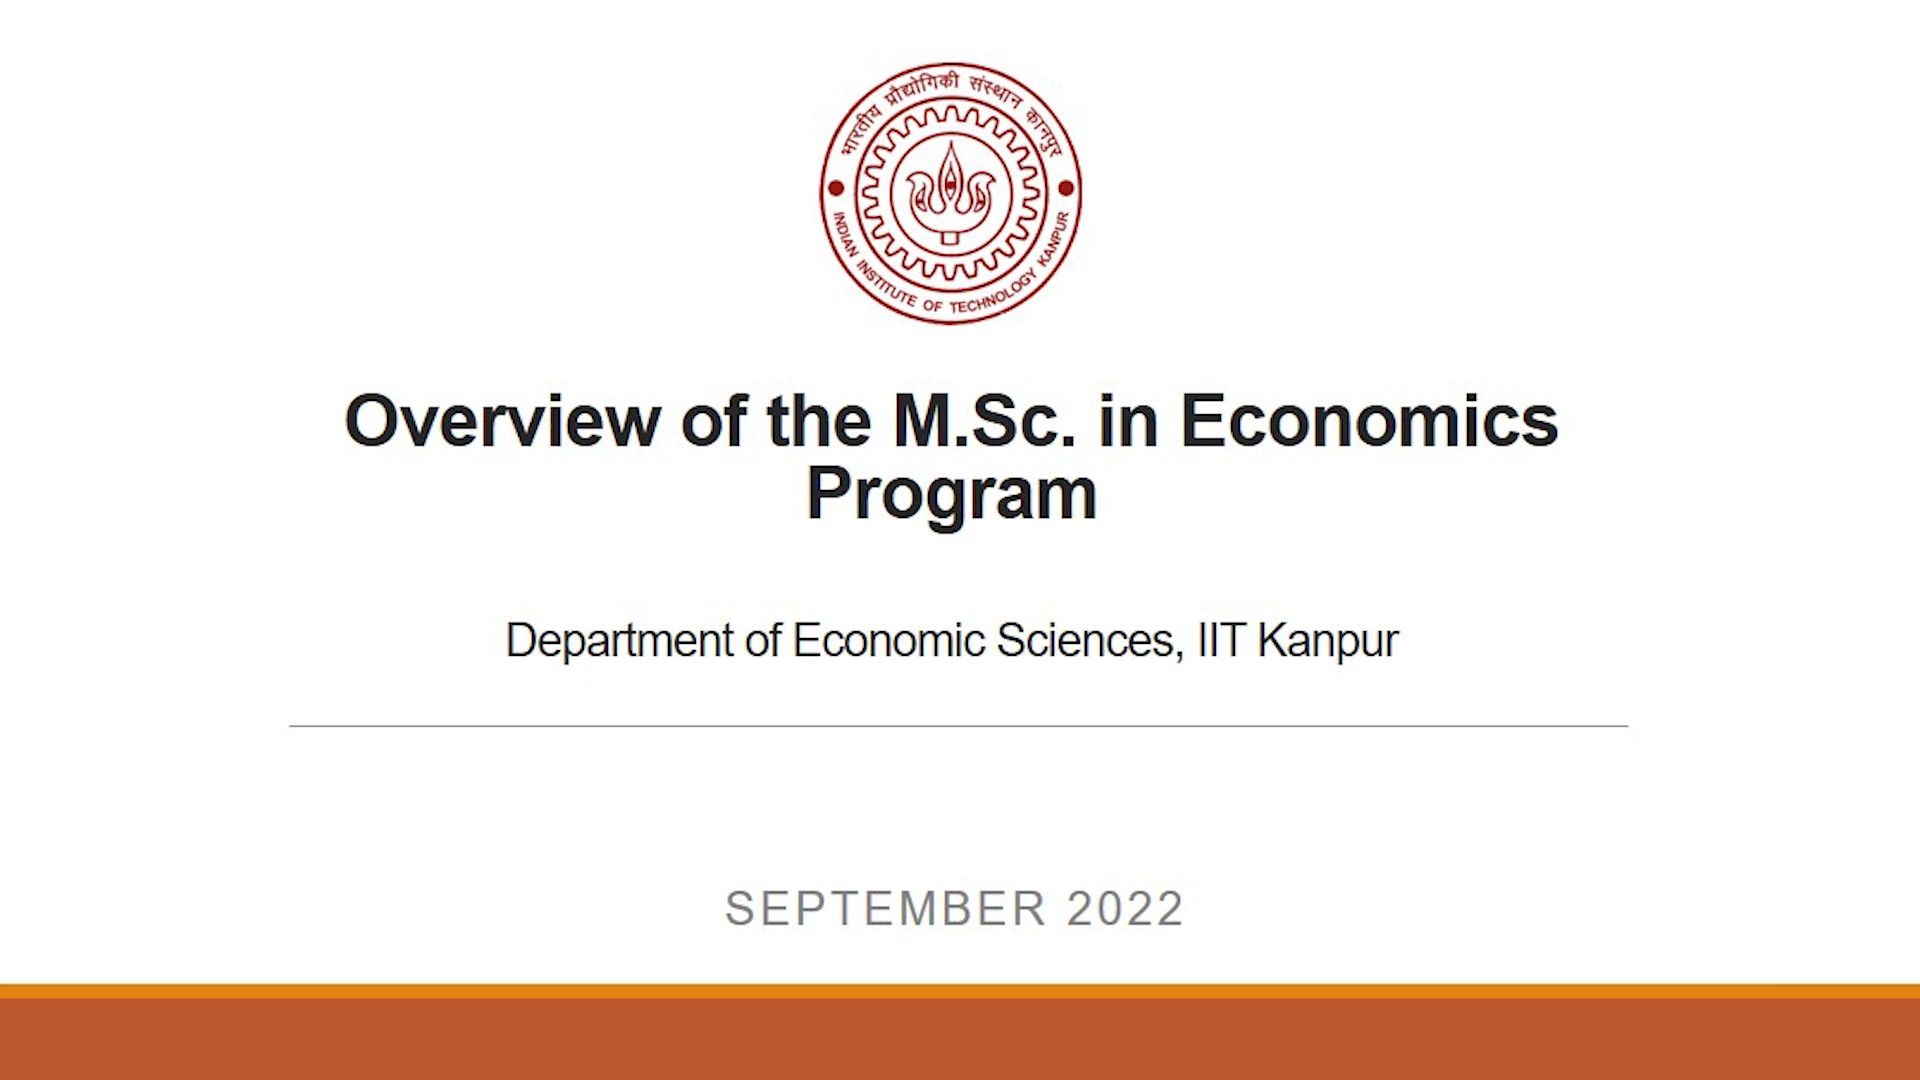 भारतीय प्रौद्योगिकी संस्थान कानपुर
INDIAN INSTITUTE OF TECHNOLOGY KANPUR
Overview of the M.Sc. in Economics
Program
Department of Economic Sciences, IIT Kanpur
SEPTEMBER 2022